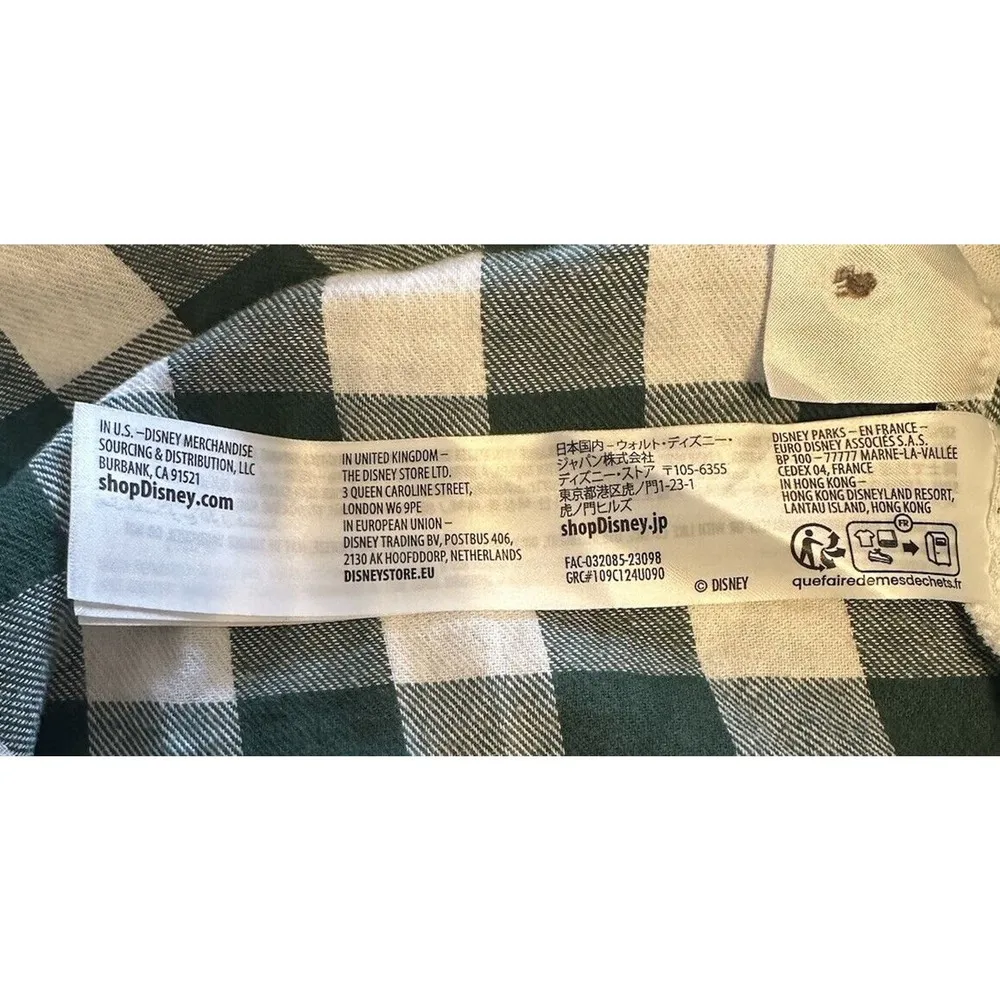 IN U.S. –DISNEY MERCHANDISE
SOURCING & DISTRIBUTION, LLC
BURBANK, CA 91521
shopDisney.com
IN UNITED KINGDOM –
THE DISNEY STORE LTD.
3 QUEEN CAROLINE STREET,
LONDON W6 9PE
IN EUROPEAN UNION –
DISNEY TRADING BV, POSTBUS 406,
2130 AK HOOFDDORP, NETHERLANDS
DISNEYSTORE.EU
日本国内 – ウォルト・ディズニー・
ジャパン株式会社
ディズニー・ストア 〒105-6355
東京都港区虎ノ門1-23-1
虎ノ門ヒルズ
shopDisney.jp
FAC-032085-23098
GRC#109C124U090
© DISNEY
DISNEY PARKS – EN FRANCE –
EURO DISNEY ASSOCIÉS S.A.S.
BP 100 – 77777 MARNE-LA-VALLÉE
CEDEX 04, FRANCE
IN HONG KONG –
HONG KONG DISNEYLAND RESORT,
LANTAU ISLAND, HONG KONG
FR
quefairedemesdechets.fr